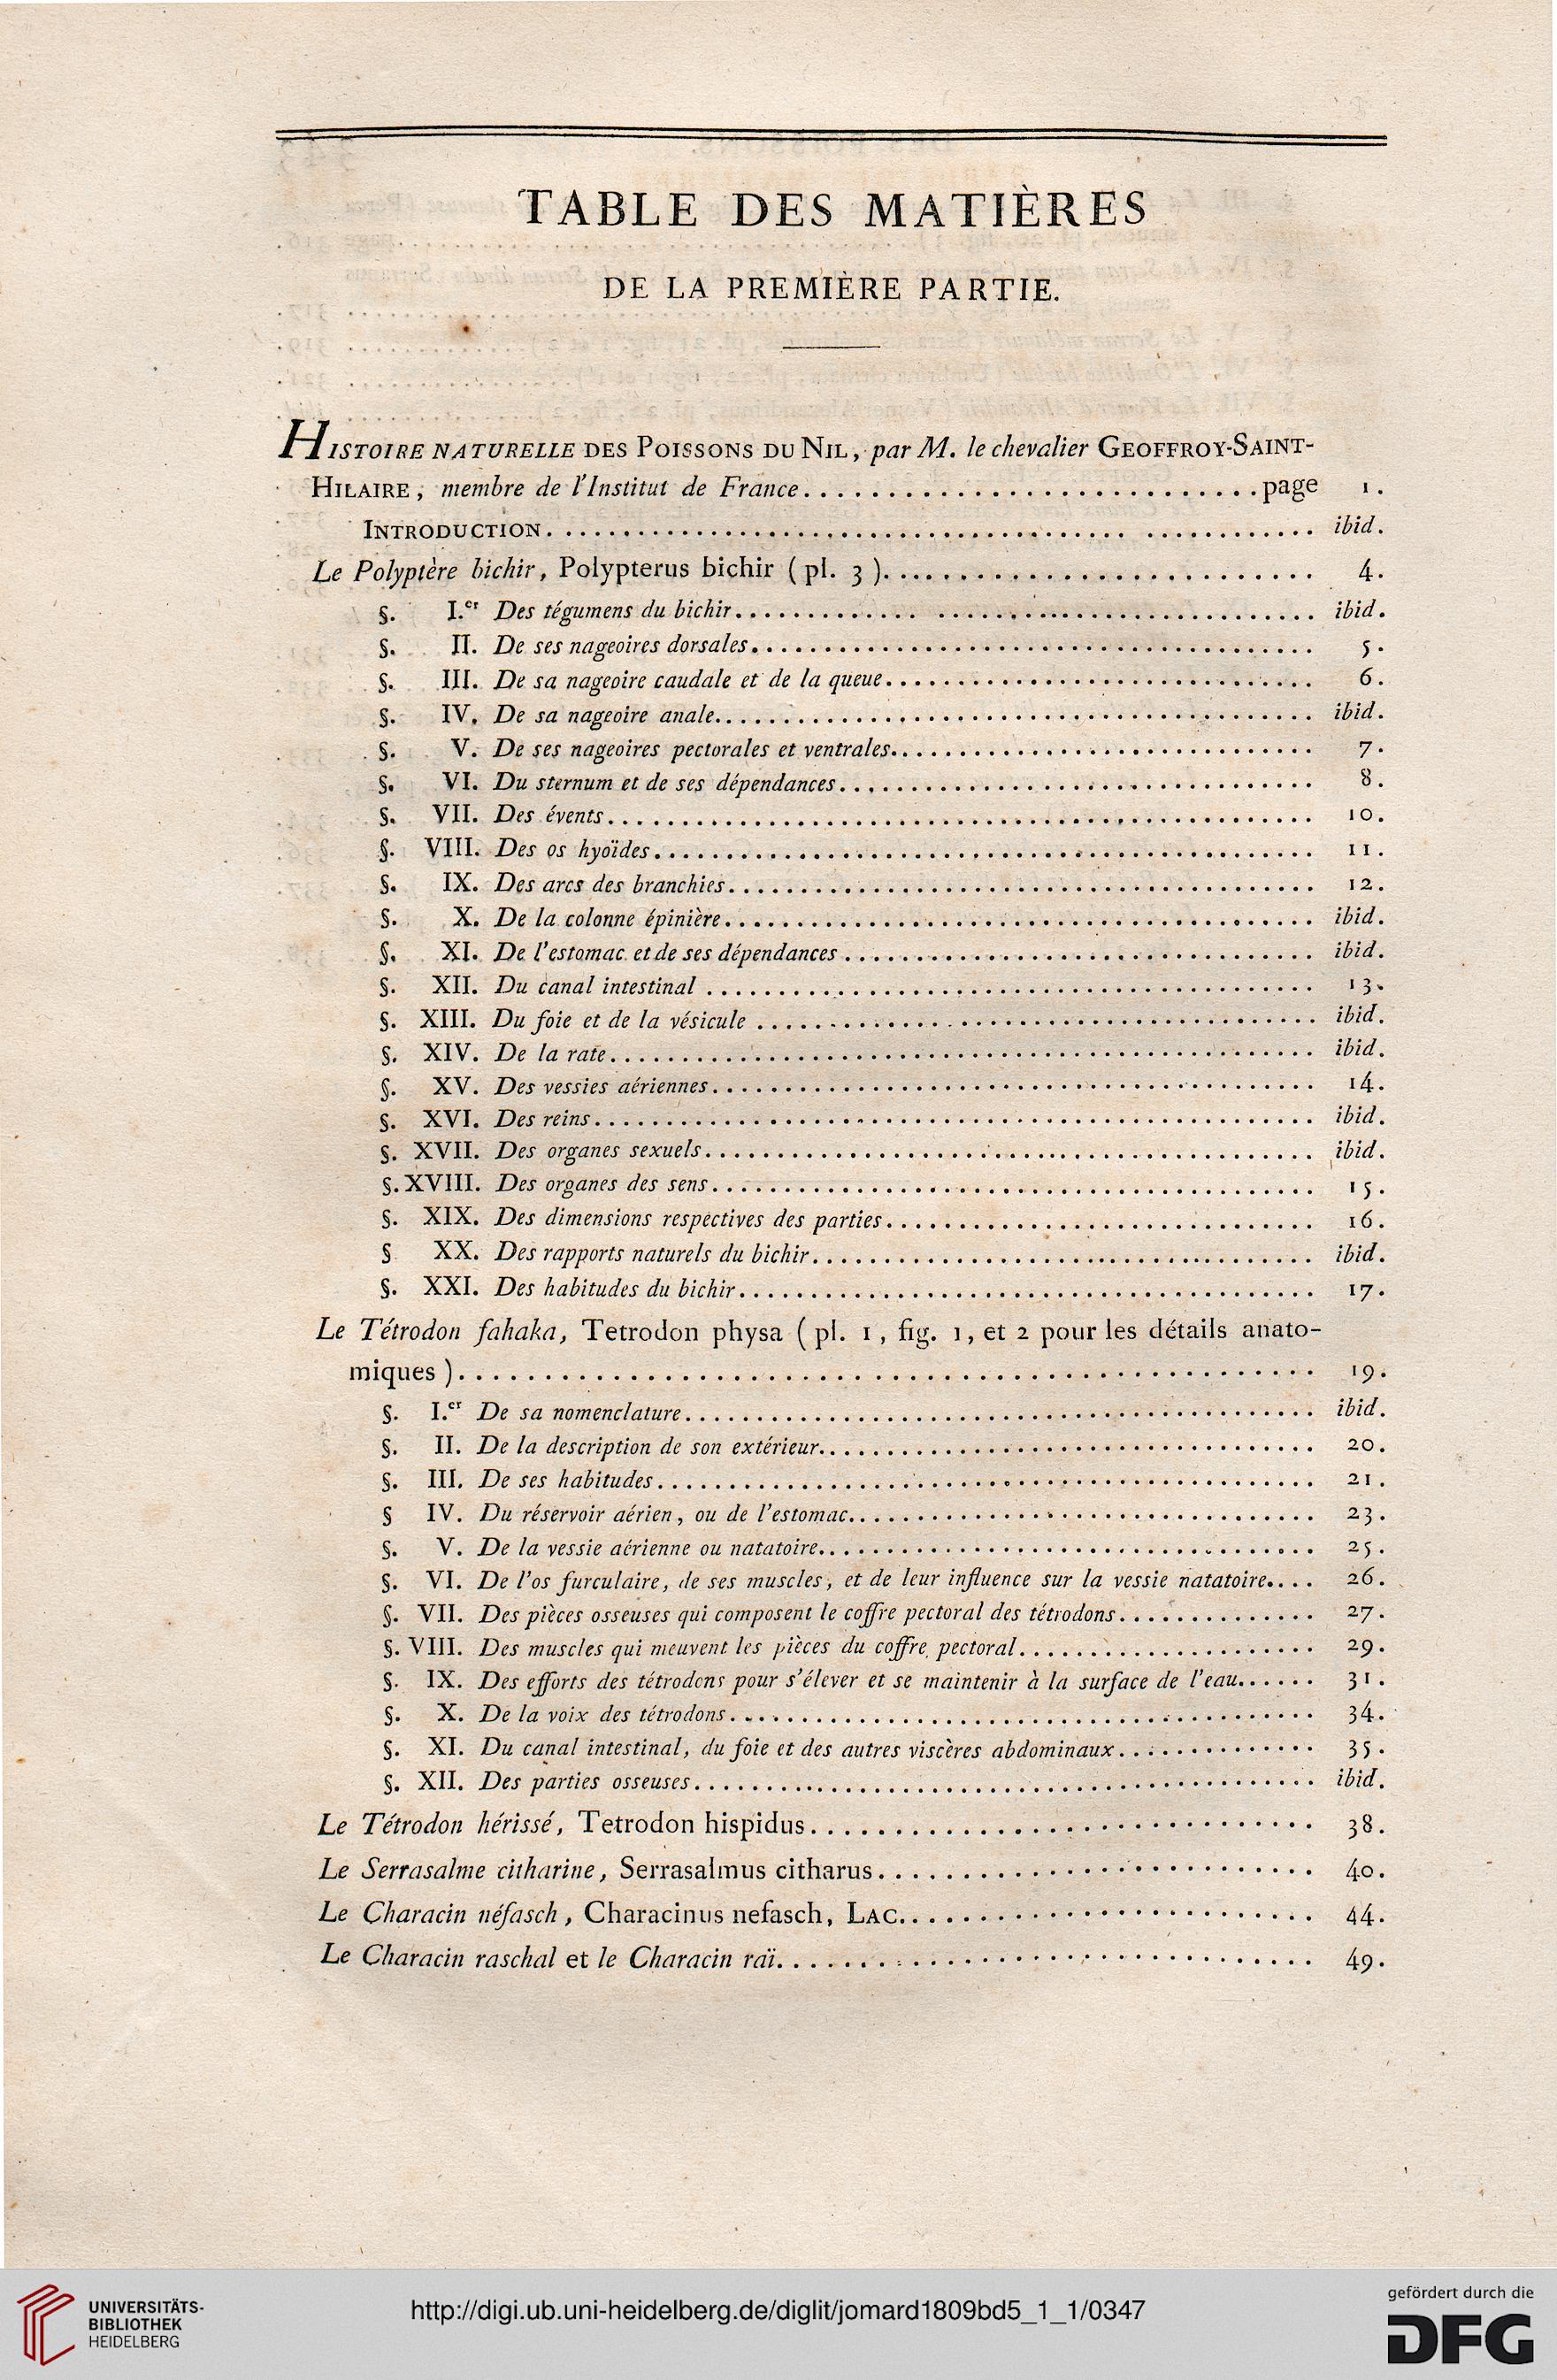 TABLE DES MATIÈRES
DE LA PREMIÈRE PARTIE.
HISTOIRE NATURELLE DES POISSONS DU NIL, par M. le chevalier GEOFFROY-SAINT-
HILAIRE, membre de l'Institut de France............................page 1.
INTRODUCTION.............................................. ibid.
Le Polyptère bichir, Polypterus bichir (pl. 3).......................... 4.
§. I.er Des tégumens du bichir...................................... ibid.
§. II. De ses nageoires dorsales...................................... 5.
§. III. De sa nageoire caudale et de la queue............................. 6.
§. IV. De sa nageoire anale......................................... ibid.
§. V. De ses nageoires pectorales et ventrales............................. 7.
§. VI. Du sternum et de ses dépendances................................ 8.
§. VII. Des évents................................................ 10.
§. VIII. Des os hyoïdes............................................. 11.
§. IX. Des arcs des branchies........................................ 12.
§. X. De la colonne épinière........................................ ibid.
§. XI. De l'estomac et de ses dépendances................................ ibid.
§. XII. Du canal intestinal.......................................... 13.
§. XIII. Du foie et de la vésicule...................................... ibid.
§. XIV. De la rate................................................ ibid.
§. XV. Des vessies aériennes......................................... 14.
§. XVI. Des reins................................................. ibid.
§. XVII. Des organes sexuels.......................................... ibid.
§. XVIII. Des organes des sens......................................... 15.
§. XIX. Des dimensions respectives des parties............................. 16.
§ XX. Des rapports naturels du bichir.................................. ibid.
§. XXI. Des habitudes du bichir....................................... 17.
Le Tétrodon fahaka, Tetrodon physa (pl. 1, fig. 1, et 2 pour les détails anato-
miques)................................................... 19.
§. I.er De sa nomenclature........................................... ibid.
§. II. De la description de son extérieur.................................. 20.
§. III. De ses habitudes............................................. 21.
§ IV. Du réservoir aérien, ou de l'estomac................................ 23.
§. V. De la vessie aérienne ou natatoire.................................. 25.
§. VI. De l'os furculaire, de ses muscles, et de leur influence sur la vessie natatoire.... 26.
§. VII. Des pièces osseuses qui composent le coffre pectoral des tétrodons.............. 27.
§. VIII. Des muscles qui meuvent les pièces du coffre pectoral..................... 29.
§. IX. Des efforts des tétrodons pour s'élever et se maintenir à la surface de l'eau...... 31.
§. X. De la voix des tétrodons........................................ 34.
§. XI. Du canal intestinal, du foie et des autres viscères abdominaux.............. 35.
§. XII. Des parties osseuses.......................................... ibid.
Le Tétrodon hérissé, Tetrodon hispidus............................... 38.
Le Serrasalme citharine, Serrasalmus citharus.......................... 40.
Le Characin néfasch, Characinus nefasch, LAC......................... 44.
Le Characin raschal et le Characin raï................................ 49.
UNIVERSITÄTS-
BIBLIOTHEK
HEIDELBERG
http://digi.ub.uni-heidelberg.de/diglit/jomard1809bd5_1_1/0347
gefördert durch die
DFG